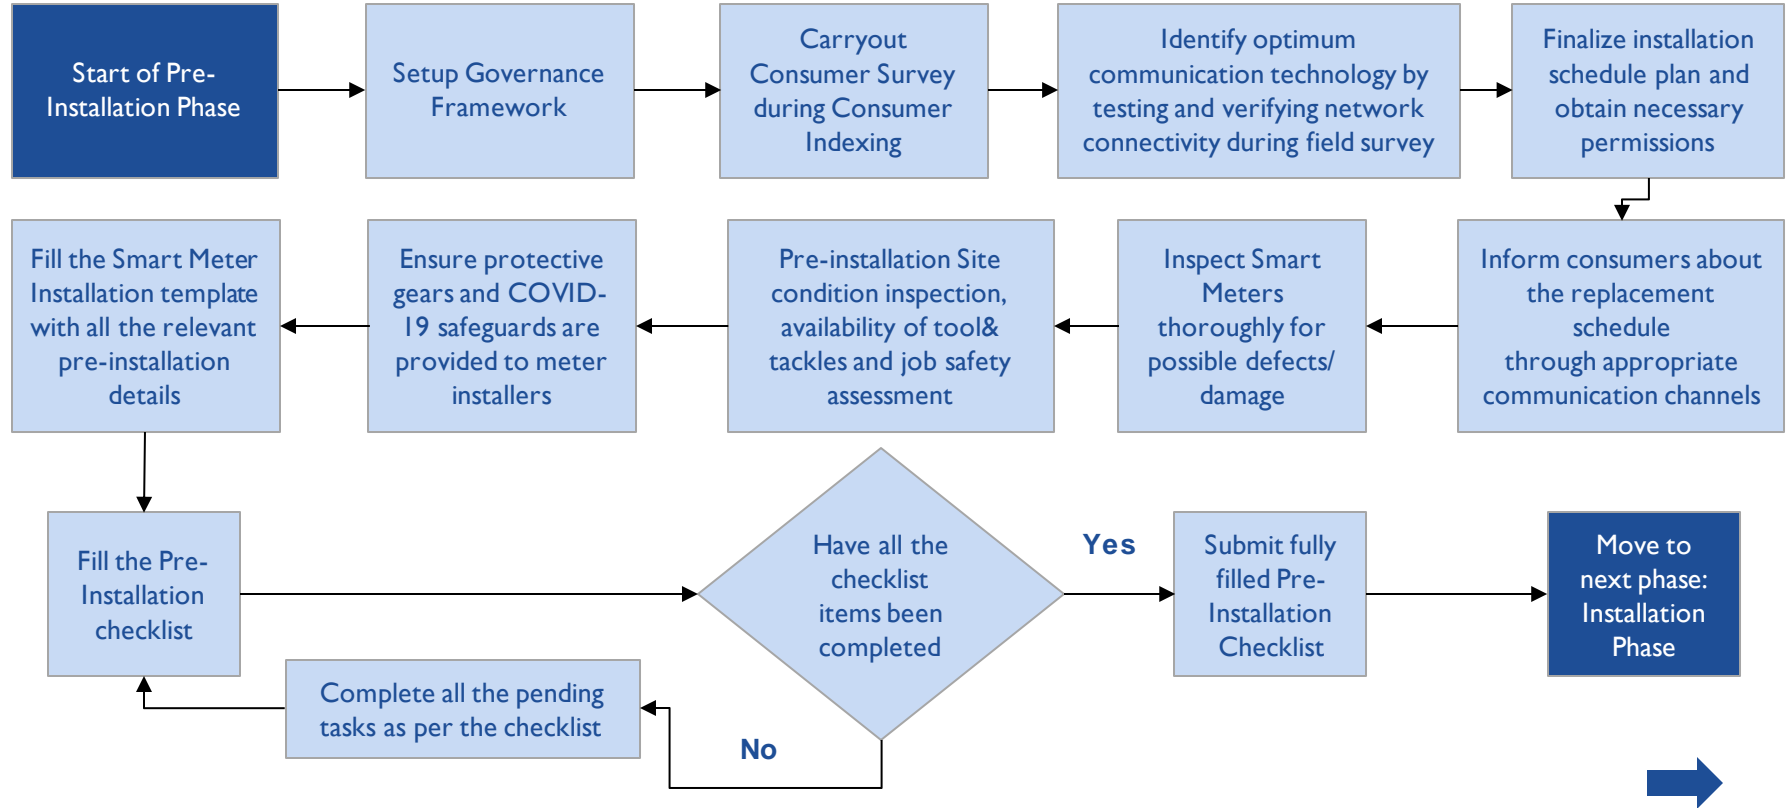 Start of Pre-
Installation Phase
Setup Governance
Framework
Carryout
Consumer Survey
during Consumer
Indexing
Identify optimum
communication technology by
testing and verifying network
connectivity during field survey
Finalize installation
schedule plan and
obtain necessary
permissions
Inform consumers about
the replacement
schedule
through appropriate
communication channels
Inspect Smart
Meters
thoroughly for
possible defects/
damage
Pre-installation Site
condition inspection,
availability of tool&
tackles and job safety
assessment
Ensure protective
gears and COVID-
19 safeguards are
provided to meter
installers
Fill the Smart Meter
Installation template
with all the relevant
pre-installation
details
Fill the Pre-
Installation
checklist
Have all the
checklist
items been
completed
Yes
Submit fully
filled Pre-
Installation
Checklist
Move to
next phase:
Installation
Phase
No
Complete all the pending
tasks as per the checklist